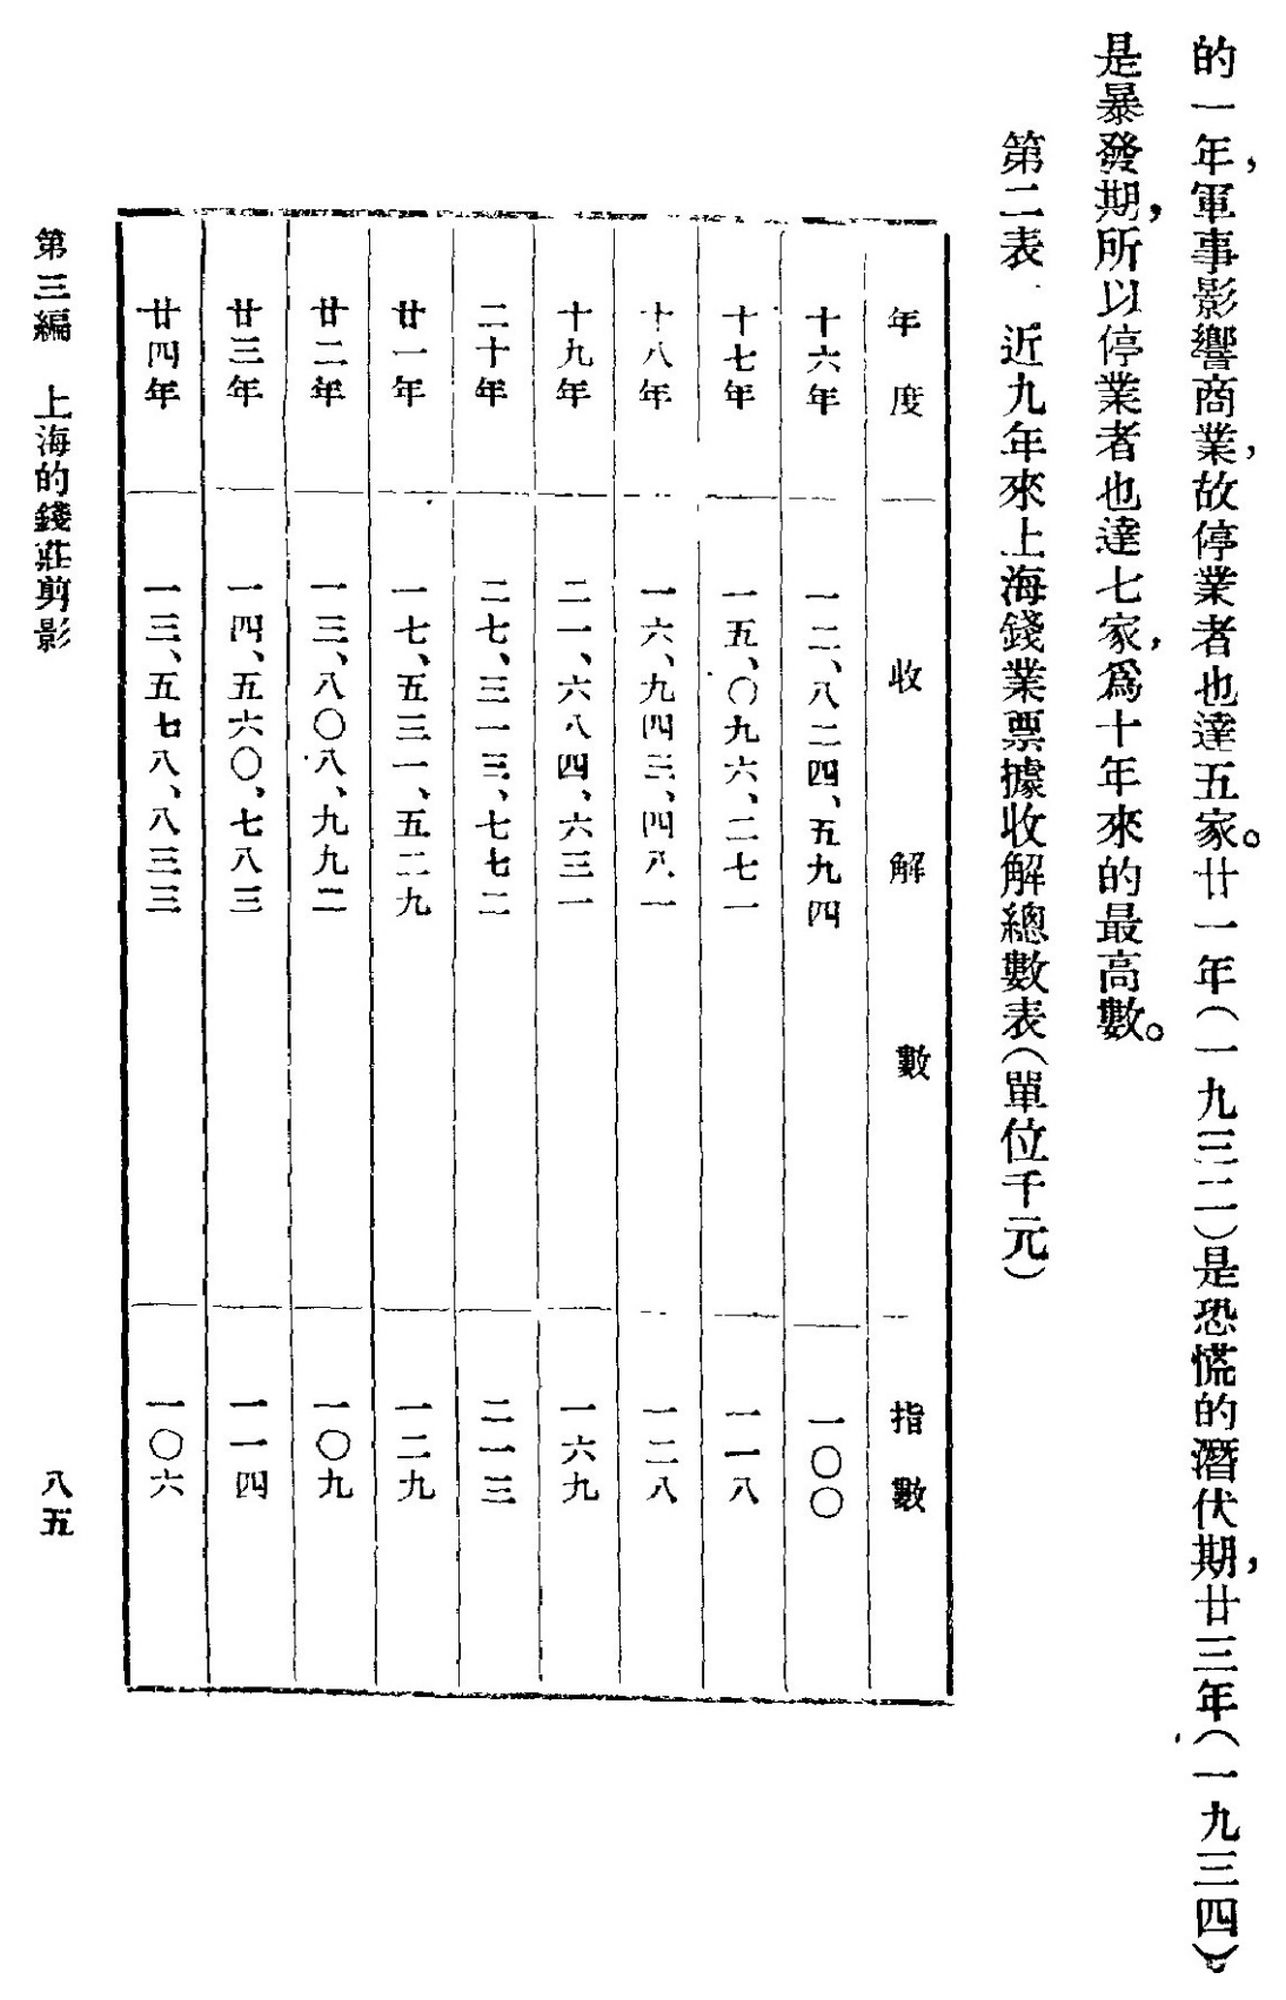 的一年，軍事影響商業，故停業者也達五家。廿一年（一九三二）是恐慌的潛伏期，廿三年（一九三四）
是暴發期，所以停業者也達七家，爲十年來的最高數。
第二表　近九年來上海錢業票據收解總數表（單位千元）
年度　收解數　指數
十六年　一二、八二四、五九四　一〇〇
十七年　一五、〇九六、二七一　一一八
十八年　一六、九四三、四八一　一二八
十九年　二一、六八四、六三一　一六九
二十年　二七、三一三、七七二　二一三
廿一年　一七、五三一、五二九　一二九
廿二年　一三、八〇八、九九二　一〇九
廿三年　一四、五六〇、七八三　一一四
廿四年　一三、五七八、八三三　一〇六
第三編　上海的錢莊剪影　八五